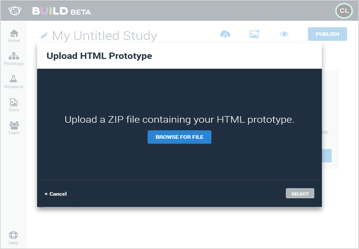 BUILD BETA
CL
My Untitled Study
PUBLISH
Home
Prototype
Research
Docs
Team
Help
Upload HTML Prototype
Upload a ZIP file containing your HTML prototype.
BROWSE FOR FILE
× Cancel
SELECT